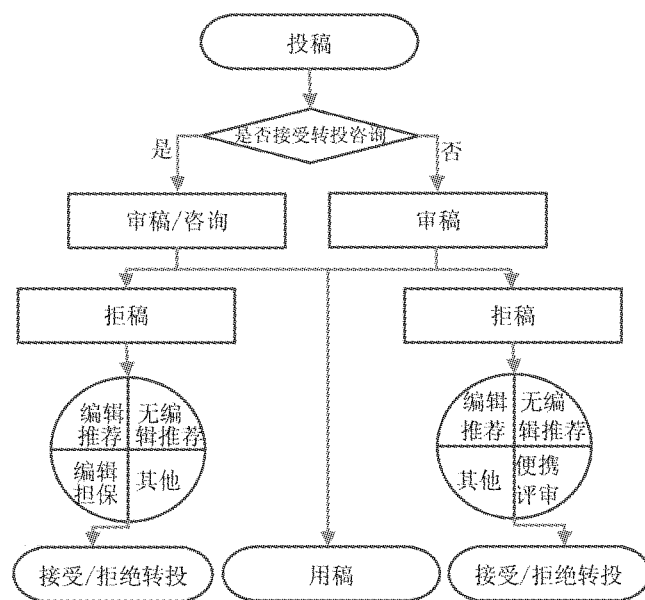 投稿
是否接受转投咨询
是
否
审稿/咨询
审稿
拒稿
拒稿
编辑
推荐
无编
辑推荐
编辑
担保
其他
编辑
推荐
无编
辑推荐
其他
便携
评审
接受/拒绝转投
用稿
接受/拒绝转投